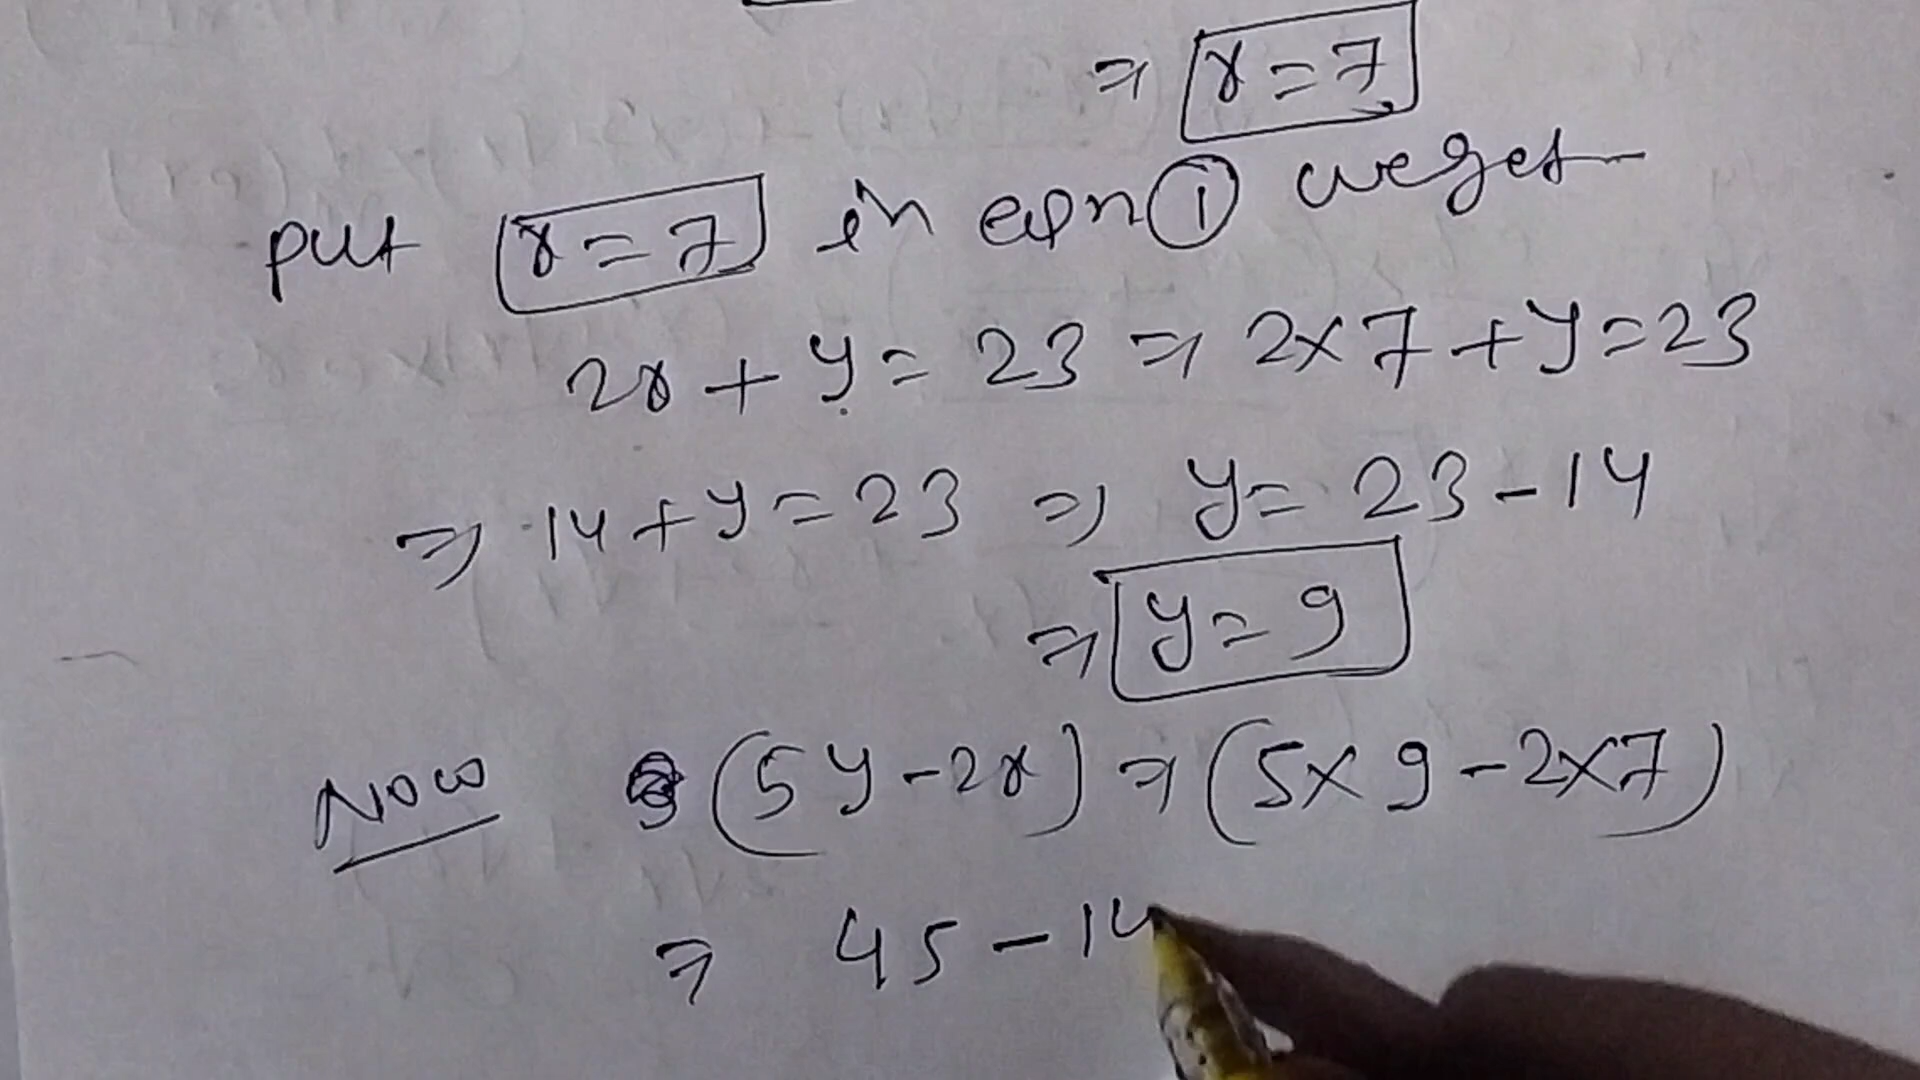 ⇒ x = 7
put x = 7 in eqn ① we get
2x + y = 23 ⇒ 2×7 + y = 23
⇒ 14 + y = 23 ⇒ y = 23 - 14
⇒ y = 9
Now (5y - 2x) ⇒ (5×9 - 2×7)
⇒ 45 - 14